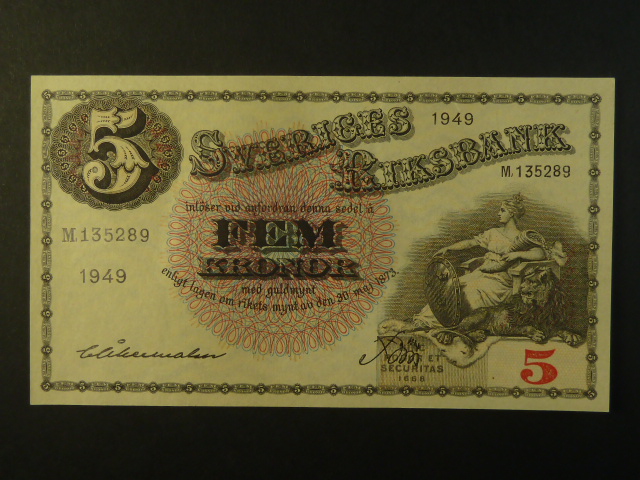 5
SVERIGES
RIKSBANK
1949
M.135289
Inlöser vid anfordran denna sedel å
FEM
KRONOR
med guldmynt
enligt lagen om rikets mynt av den 30 maj 1873.
M.135289
1949
ET
SECURITAS
1668
5